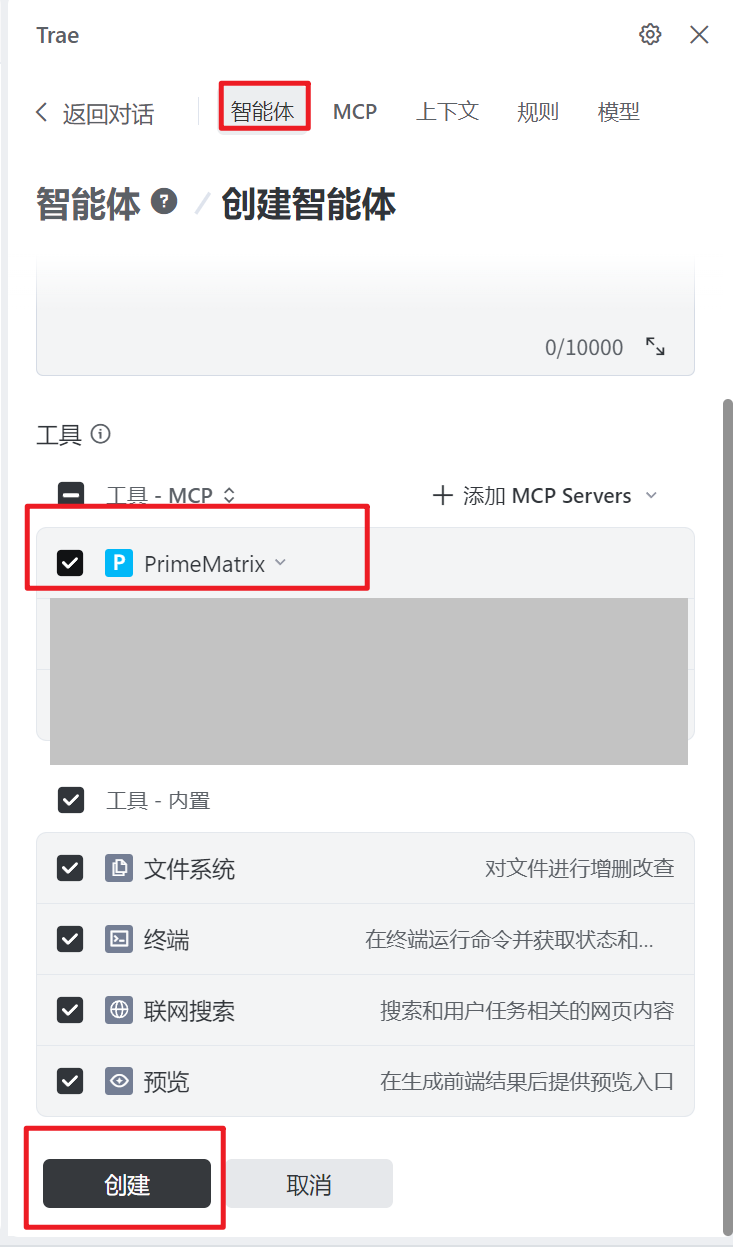 Trae
返回对话 智能体 MCP 上下文 规则 模型
智能体 ? / 创建智能体
0/10000
工具
工具 - MCP + 添加 MCP Servers
P PrimeMatrix
工具 - 内置
文件系统 对文件进行增删改查
终端 在终端运行命令并获取状态和...
联网搜索 搜索和用户任务相关的网页内容
预览 在生成前端结果后提供预览入口
创建 取消